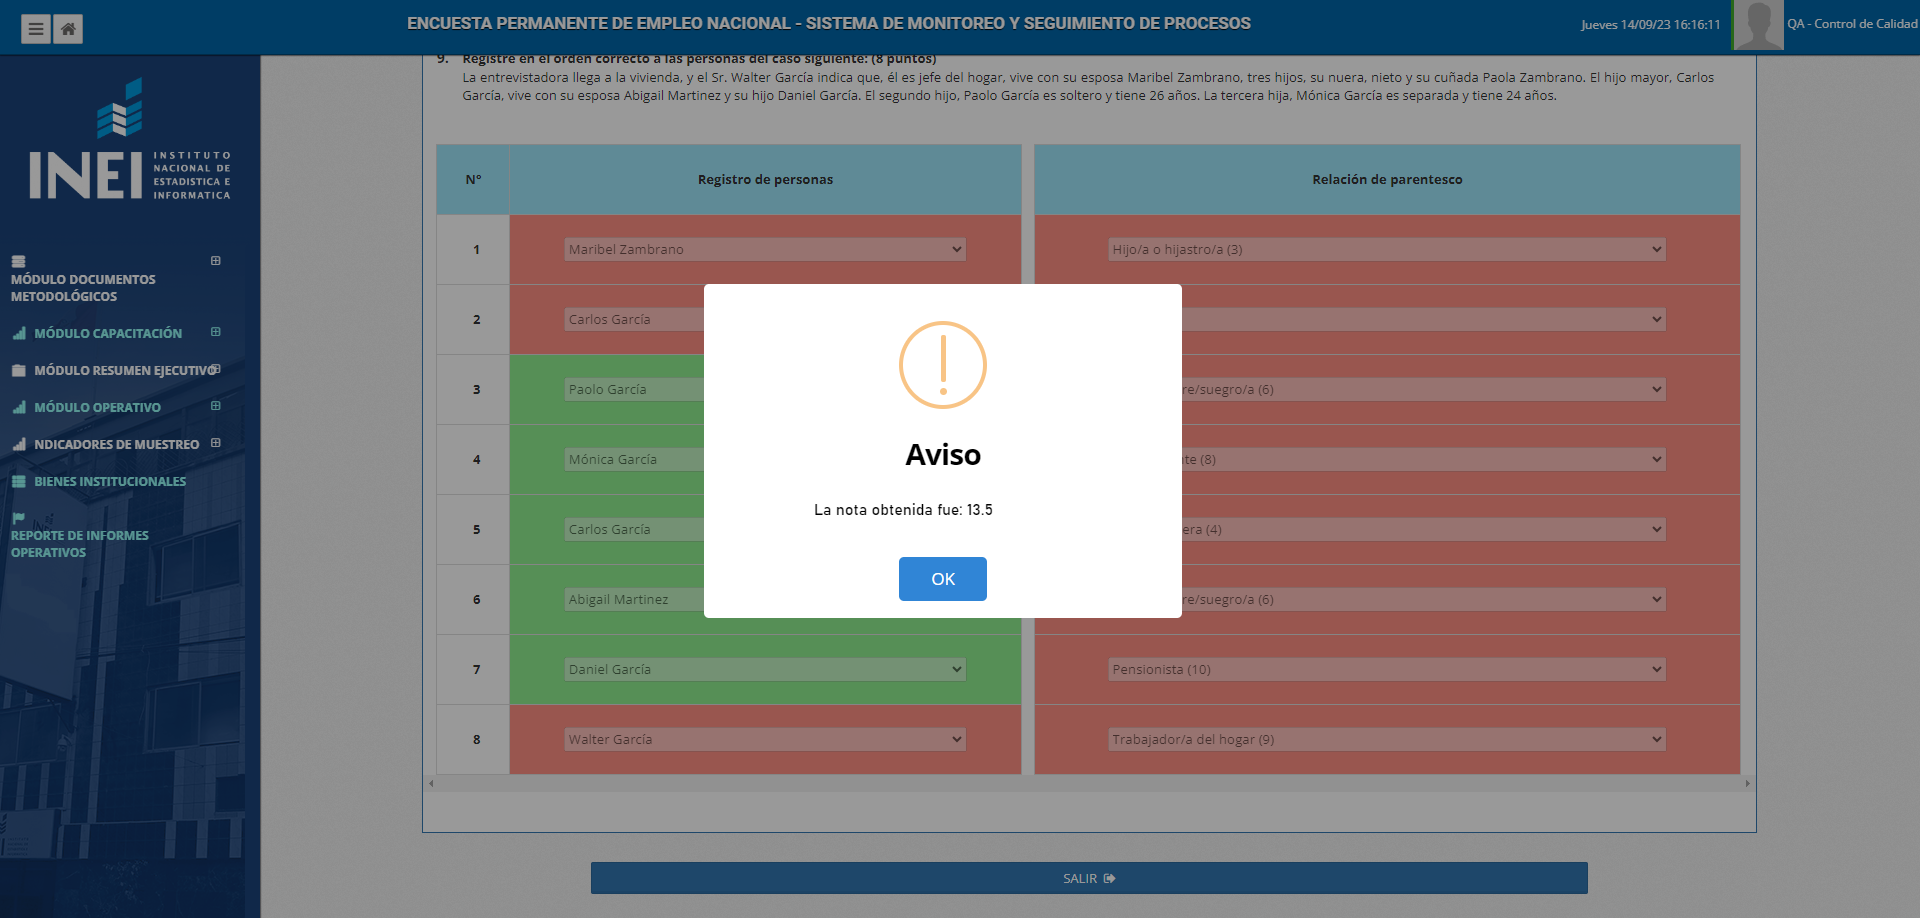 ENCUESTA PERMANENTE DE EMPLEO NACIONAL - SISTEMA DE MONITOREO Y SEGUIMIENTO DE PROCESOS
Jueves 14/09/23 16:16:11
QA - Control de Calidad
INEI
INSTITUTO
NACIONAL DE
ESTADISTICA E
INFORMATICA
MÓDULO DOCUMENTOS
METODOLÓGICOS
MÓDULO CAPACITACIÓN
MÓDULO RESUMEN EJECUTIVO
MÓDULO OPERATIVO
NDICADORES DE MUESTREO
BIENES INSTITUCIONALES
REPORTE DE INFORMES
OPERATIVOS
9. Registre en el orden correcto a las personas del caso siguiente: (8 puntos)
La entrevistadora llega a la vivienda, y el Sr. Walter García indica que, él es jefe del hogar, vive con su esposa Maribel Zambrano, tres hijos, su nuera, nieto y su cuñada Paola Zambrano. El hijo mayor, Carlos
García, vive con su esposa Abigail Martinez y su hijo Daniel García. El segundo hijo, Paolo García es soltero y tiene 26 años. La tercera hija, Mónica García es separada y tiene 24 años.
N° Registro de personas Relación de parentesco
1 Maribel Zambrano Hijo/a o hijastro/a (3)
2 Carlos García
3 Paolo García re/suegro/a (6)
4 Mónica García te (8)
5 Carlos García era (4)
6 Abigail Martinez re/suegro/a (6)
7 Daniel García Pensionista (10)
8 Walter García Trabajador/a del hogar (9)
Aviso
La nota obtenida fue: 13.5
OK
SALIR